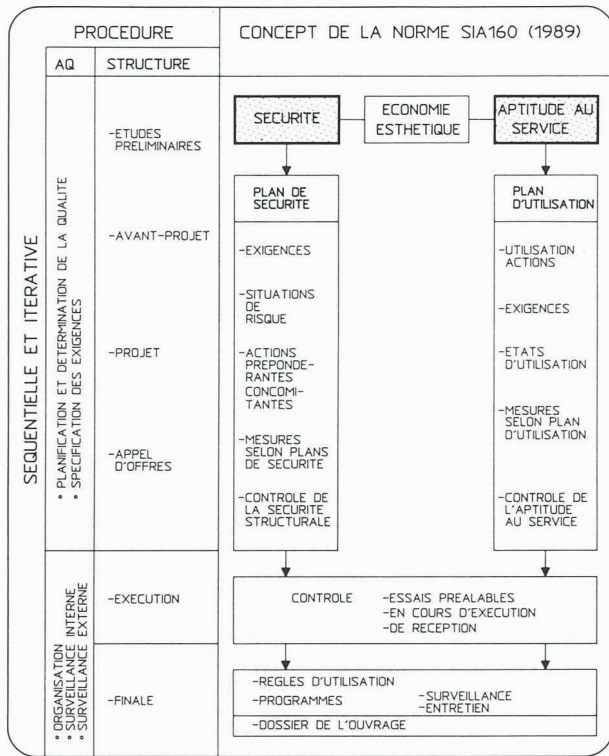 PROCEDURE
CONCEPT DE LA NORME SIA160 (1989)
AQ
STRUCTURE
SEQUENTIELLE ET ITERATIVE
° PLANIFICATION ET DETERMINATION DE LA QUALITE
° SPECIFICATION DES EXIGENCES
-ETUDES
PRELIMINAIRES
-AVANT-PROJET
-PROJET
-APPEL
D'OFFRES
SECURITE
ECONOMIE
ESTHETIQUE
APTITUDE AU
SERVICE
PLAN DE
SECURITE
-EXIGENCES
-SITUATIONS
DE
RISQUE
-ACTIONS
PREPONDE-
RANTES
CONCOMI-
TANTES
-MESURES
SELON PLANS
DE SECURITE
-CONTROLE DE
LA SECURITE
STRUCTURALE
PLAN
D'UTILISATION
-UTILISATION
ACTIONS
-EXIGENCES
-ETATS
D'UTILISATION
-MESURES
SELON PLAN
D'UTILISATION
-CONTROLE DE
L'APTITUDE
AU SERVICE
° ORGANISATION
° SURVEILLANCE INTERNE
° SURVEILLANCE EXTERNE
-EXECUTION
CONTROLE -ESSAIS PREALABLES
-EN COURS D'EXECUTION
-DE RECEPTION
-FINALE
-REGLES D'UTILISATION
-PROGRAMMES -SURVEILLANCE
-ENTRETIEN
-DOSSIER DE L'OUVRAGE